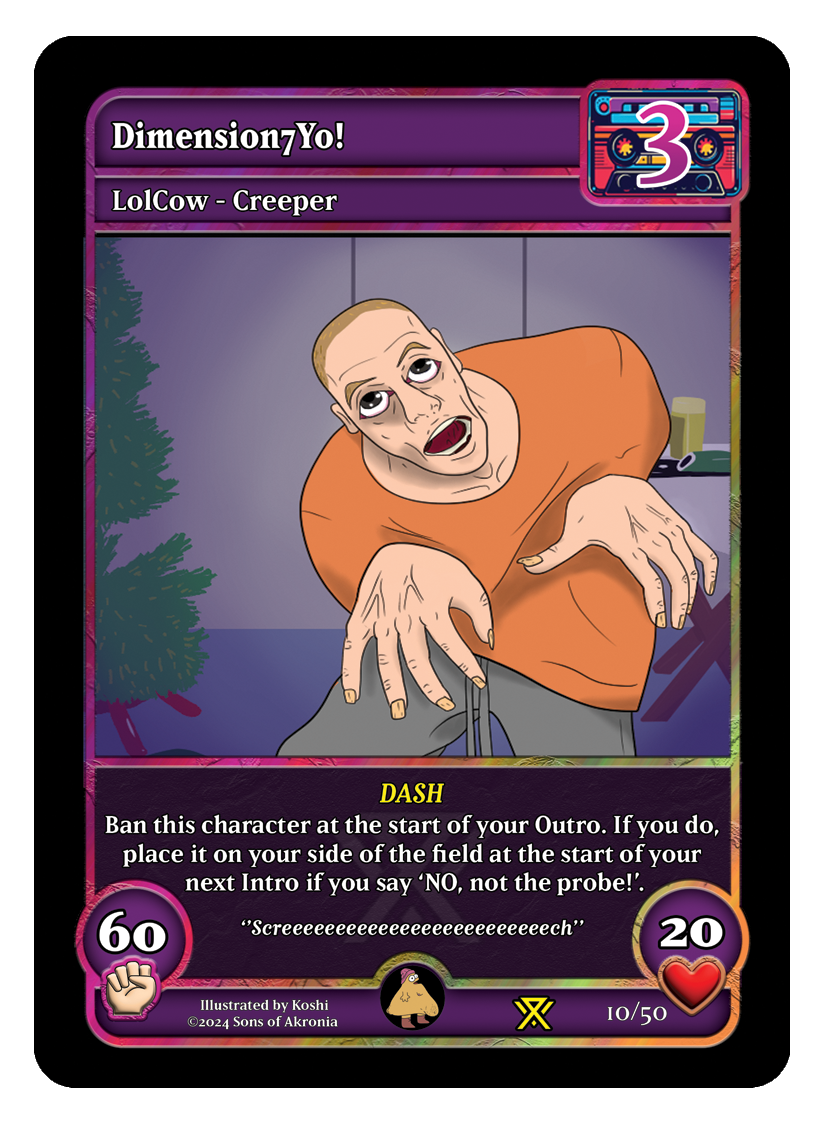 Dimension7Yo!
3
LolCow - Creeper
DASH
Ban this character at the start of your Outro. If you do,
place it on your side of the field at the start of your
next Intro if you say ‘NO, not the probe!’.
‘’Screeeeeeeeeeeeeeeeeeeeeeeeeech’’
60
20
Illustrated by Koshi
©2024 Sons of Akronia
10/50